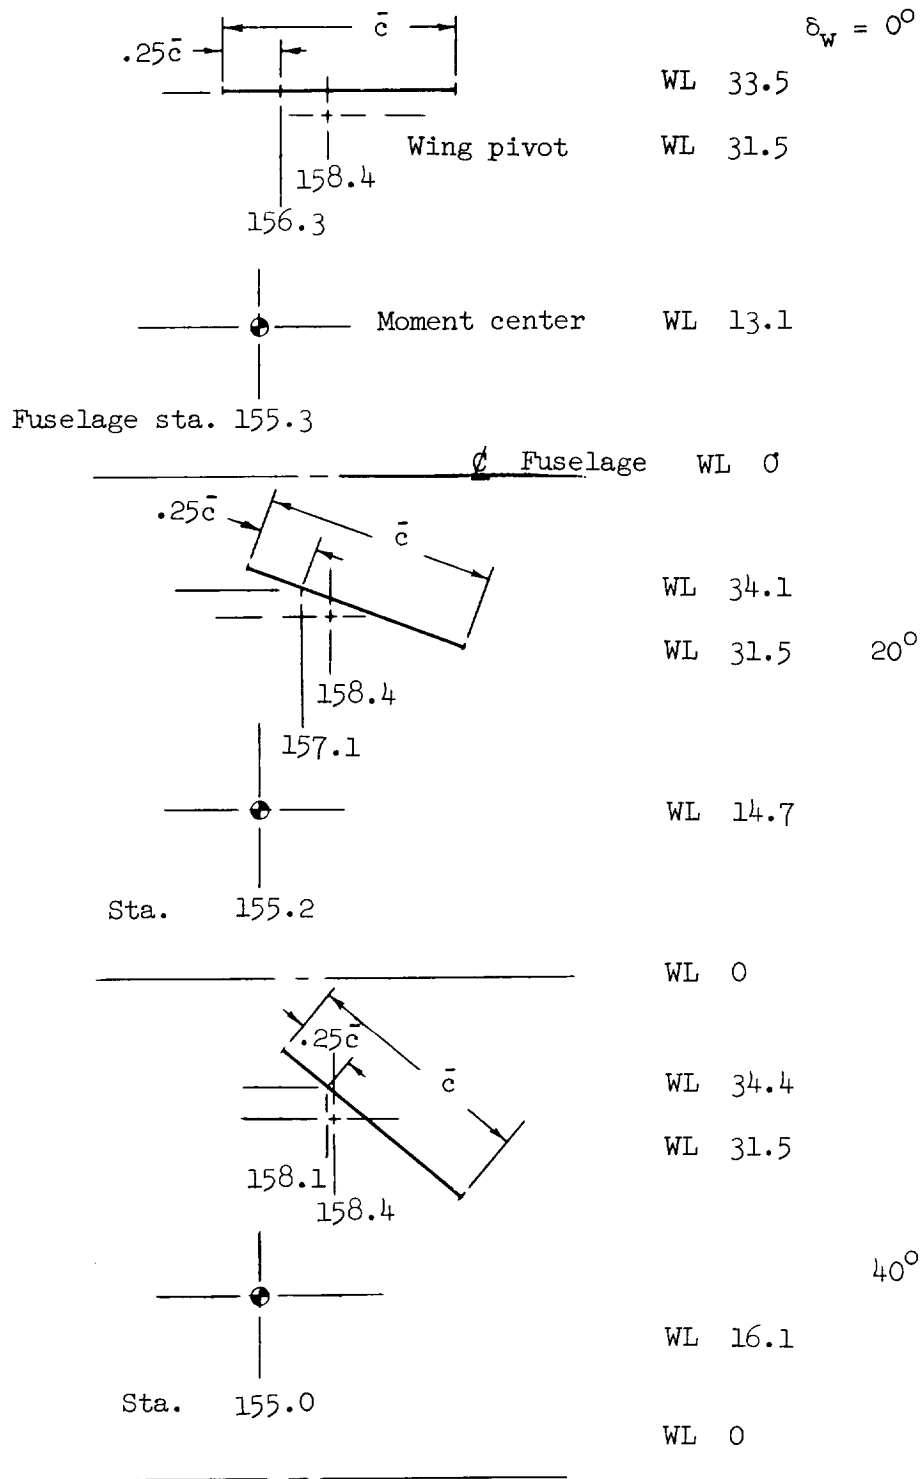 c̄ δw = 0°
.25c̄
WL 33.5
Wing pivot WL 31.5
158.4
156.3
Moment center WL 13.1
Fuselage sta. 155.3
₵ Fuselage WL 0
.25c̄
c̄
WL 34.1
WL 31.5 20°
158.4
157.1
WL 14.7
Sta. 155.2
WL 0
.25c̄
c̄ WL 34.4
WL 31.5
158.1
158.4
40°
WL 16.1
Sta. 155.0
WL 0